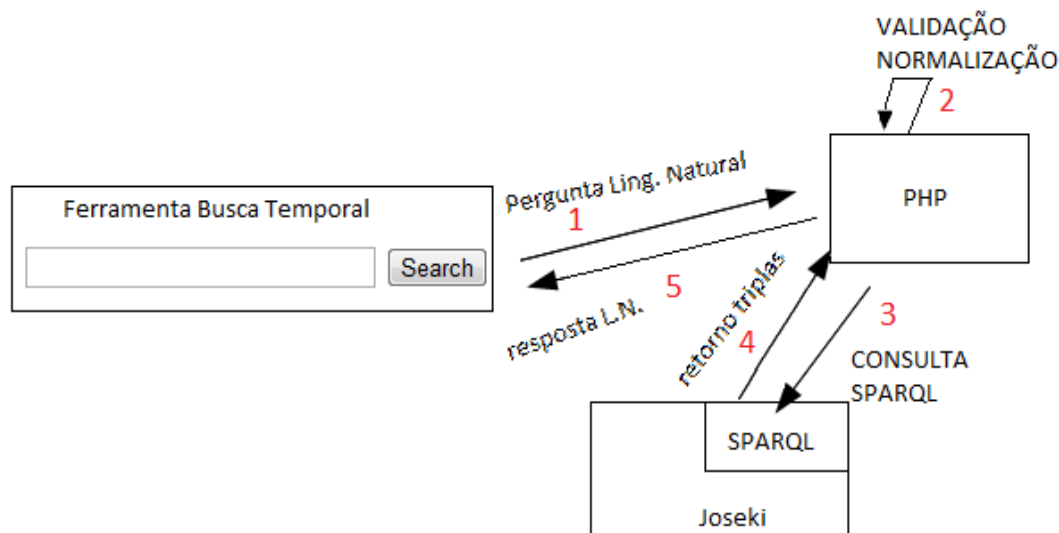 VALIDAÇÃO
NORMALIZAÇÃO
2
Pergunta Ling. Natural
1
PHP
Ferramenta Busca Temporal
Search
5
resposta L.N.
retorno triplas
4
3
CONSULTA
SPARQL
SPARQL
Joseki